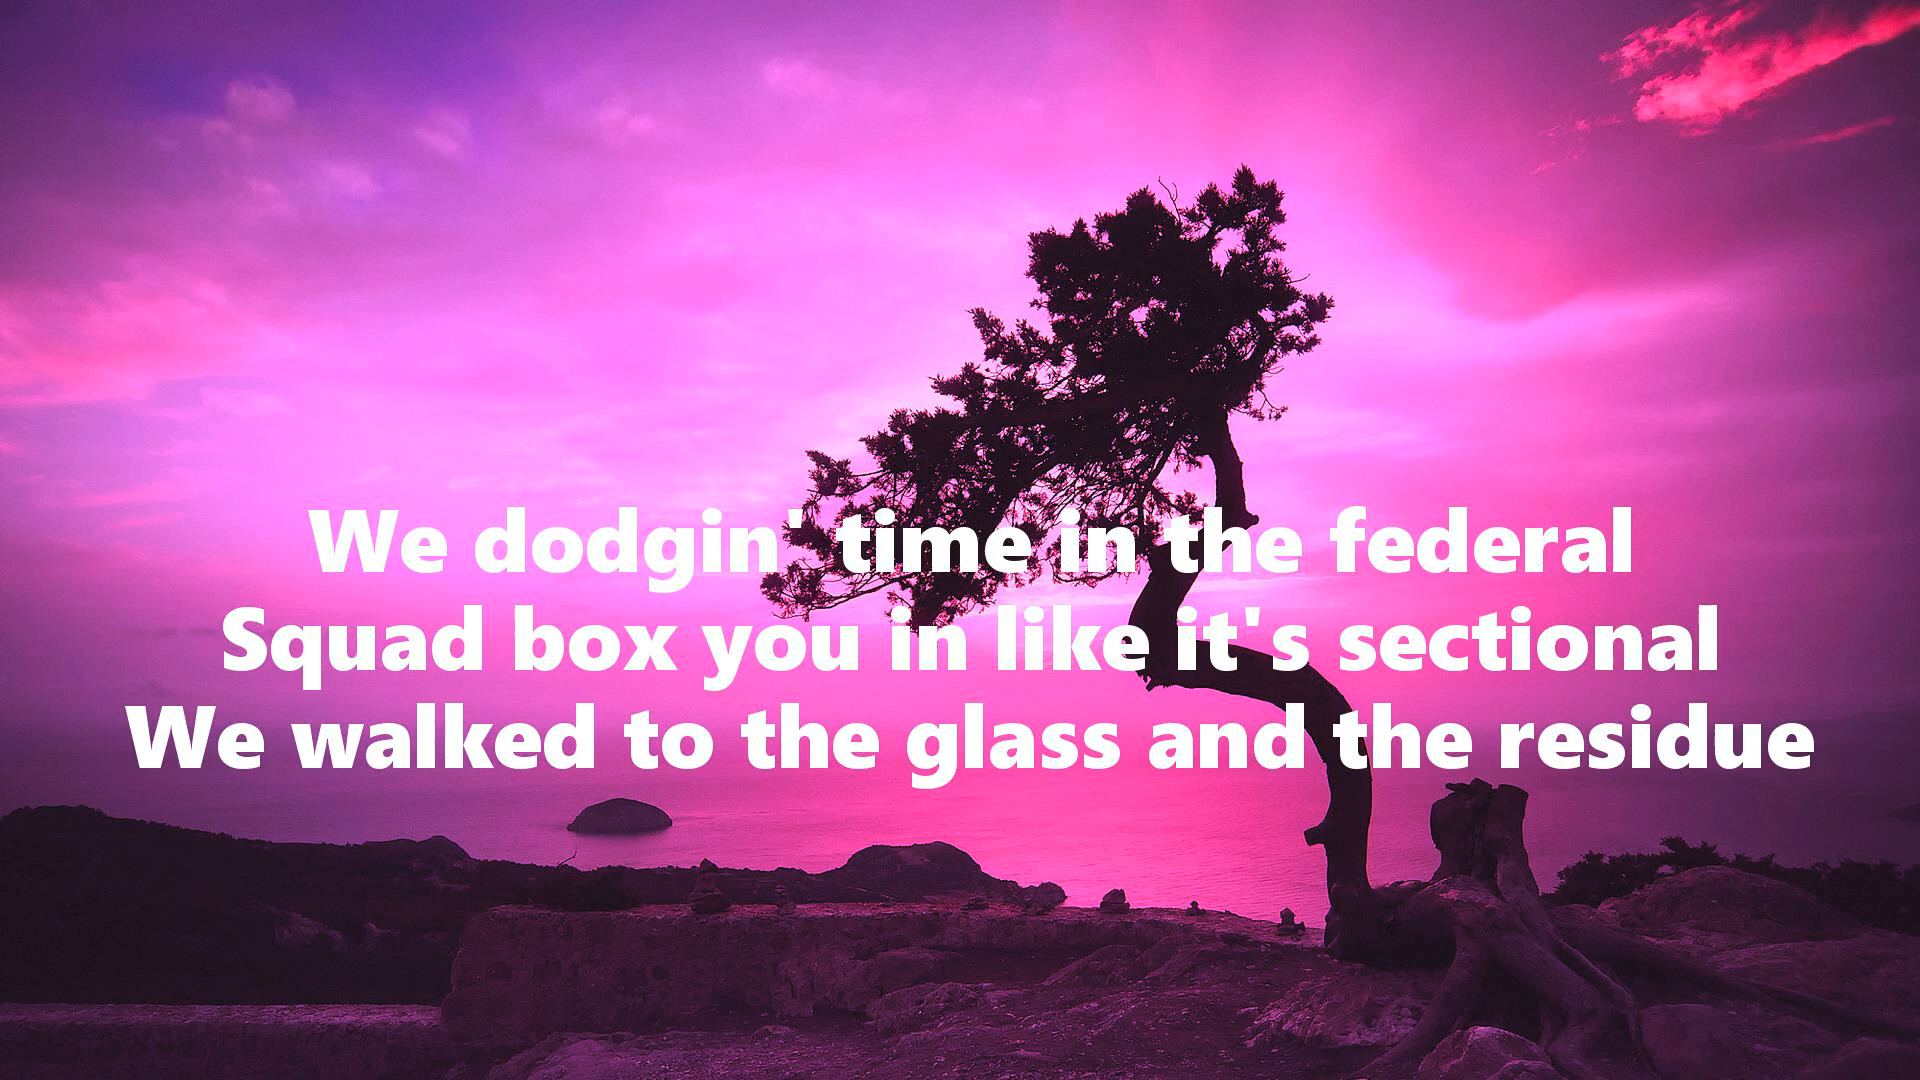 We dodgin' time in the federal
Squad box you in like it's sectional
We walked to the glass and the residue